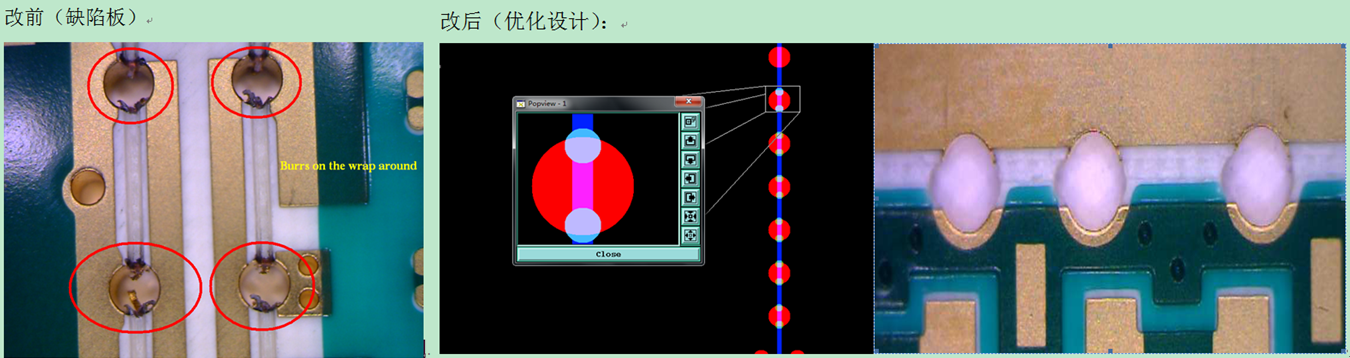 改前（缺陷板）
改后（优化设计）：
Burrs on the wrap around
Popview - 1
Close